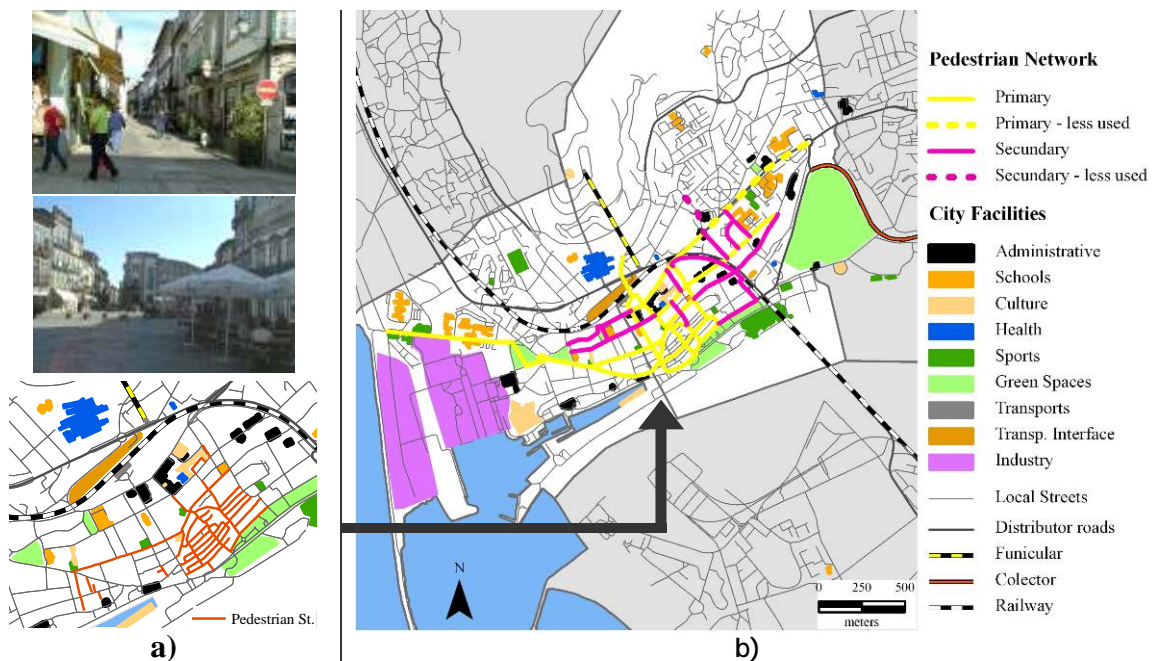 Pedestrian St.
a)
N
0 250 500
meters
b)
Pedestrian Network
Primary
Primary - less used
Secundary
Secundary - less used
City Facilities
Administrative
Schools
Culture
Health
Sports
Green Spaces
Transports
Transp. Interface
Industry
Local Streets
Distributor roads
Funicular
Colector
Railway